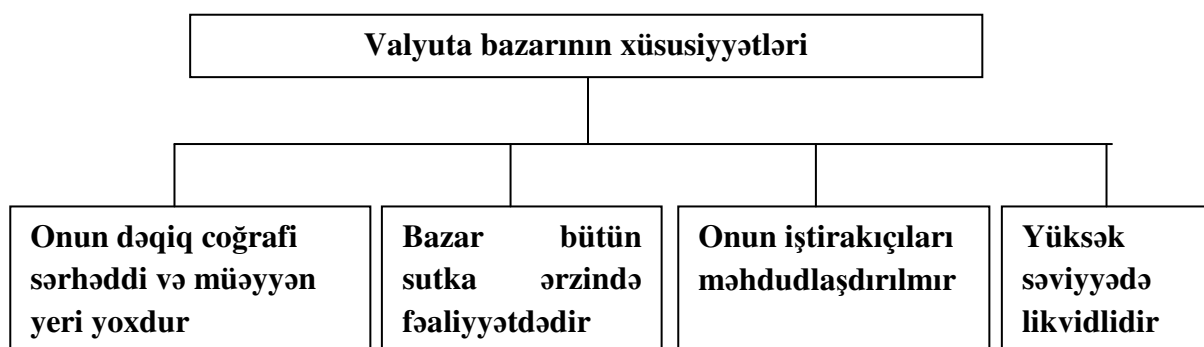 Valyuta bazarının xüsusiyyətləri
Onun dəqiq coğrafi
sərhəddi və müəyyən
yeri yoxdur
Bazar bütün
sutka ərzində
fəaliyyətdədir
Onun iştirakıçıları
məhdudlaşdırılmır
Yüksək
səviyyədə
likvidlidir